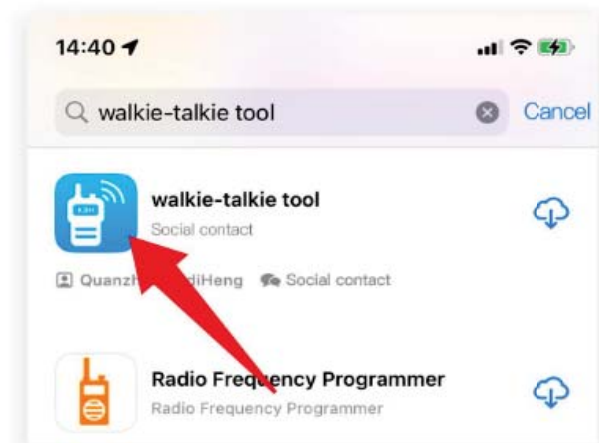 14:40
walkie-talkie tool
Cancel
walkie-talkie tool
Social contact
Social contact
Radio Frequency Programmer
Radio Frequency Programmer